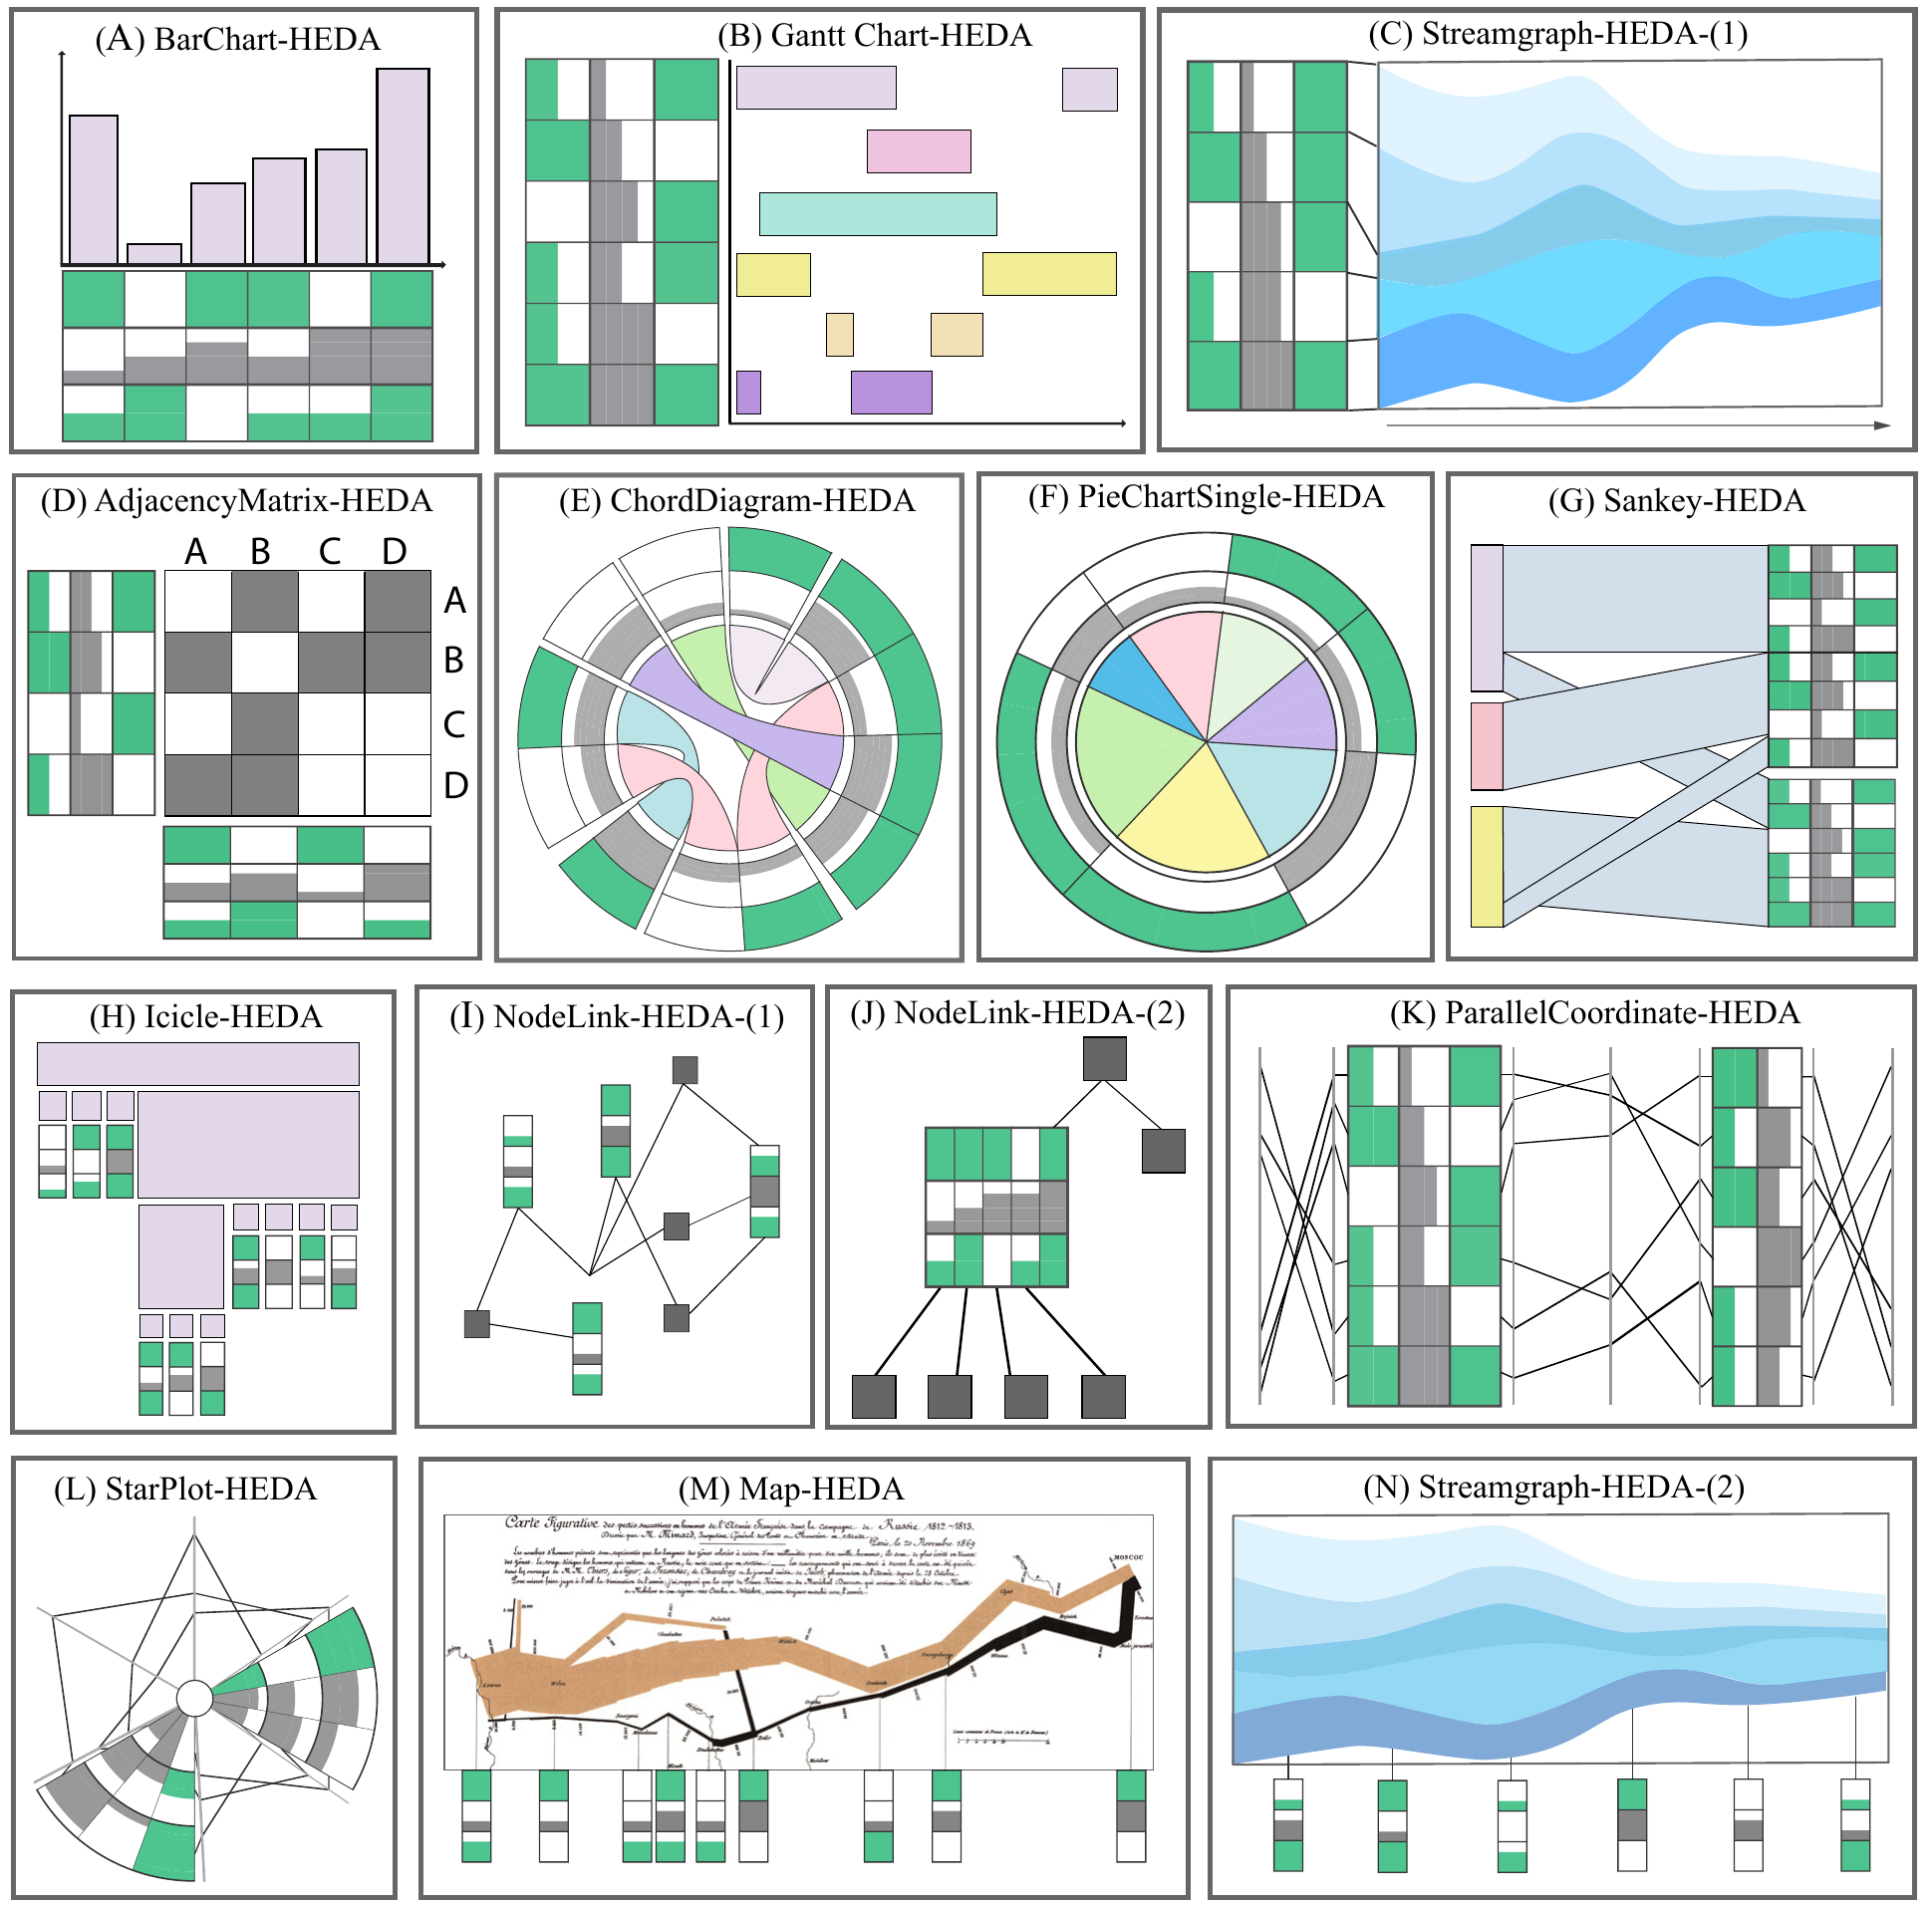 (A) BarChart-HEDA
(B) Gantt Chart-HEDA
(C) Streamgraph-HEDA-(1)
(D) AdjacencyMatrix-HEDA
A B C D
A
B
C
D
(E) ChordDiagram-HEDA
(F) PieChartSingle-HEDA
(G) Sankey-HEDA
(H) Icicle-HEDA
(I) NodeLink-HEDA-(1)
(J) NodeLink-HEDA-(2)
(K) ParallelCoordinate-HEDA
(L) StarPlot-HEDA
(M) Map-HEDA
Carte Figurative des pertes successives en hommes de l'Armée Française dans la campagne de Russie 1812-1813.
Paris, le 20 Novembre 1869
MOSCOU
(N) Streamgraph-HEDA-(2)